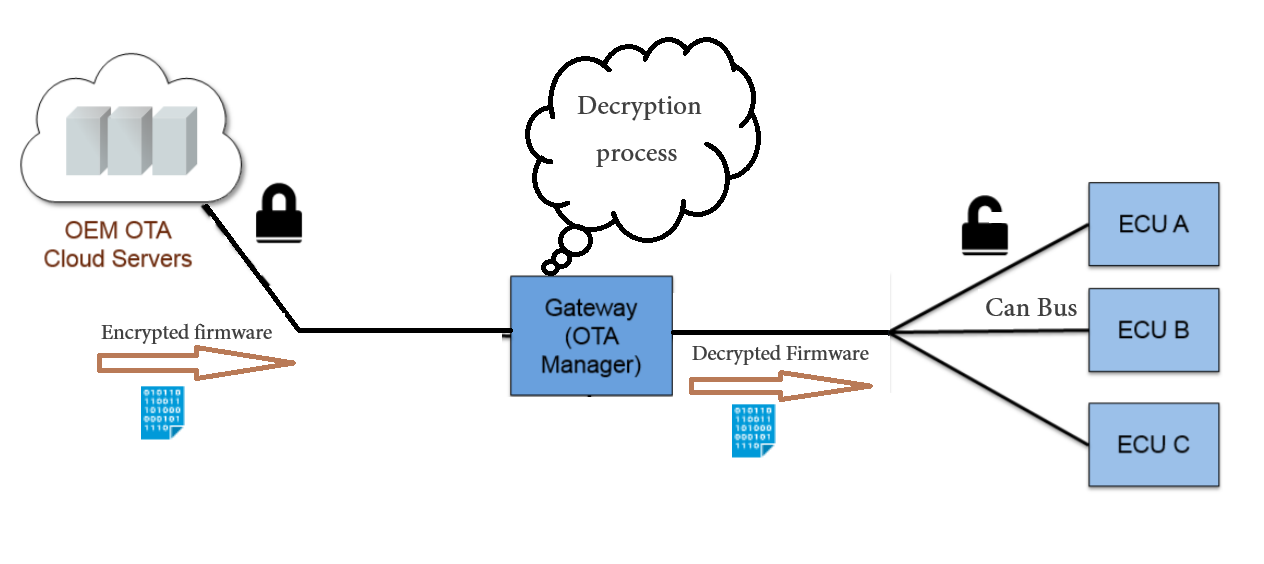 Decryption
process
OEM OTA
Cloud Servers
Encrypted firmware
010110
110011
101000
000101
1110
Gateway
(OTA
Manager)
Decrypted Firmware
010110
110011
101000
000101
1110
Can Bus
ECU A
ECU B
ECU C